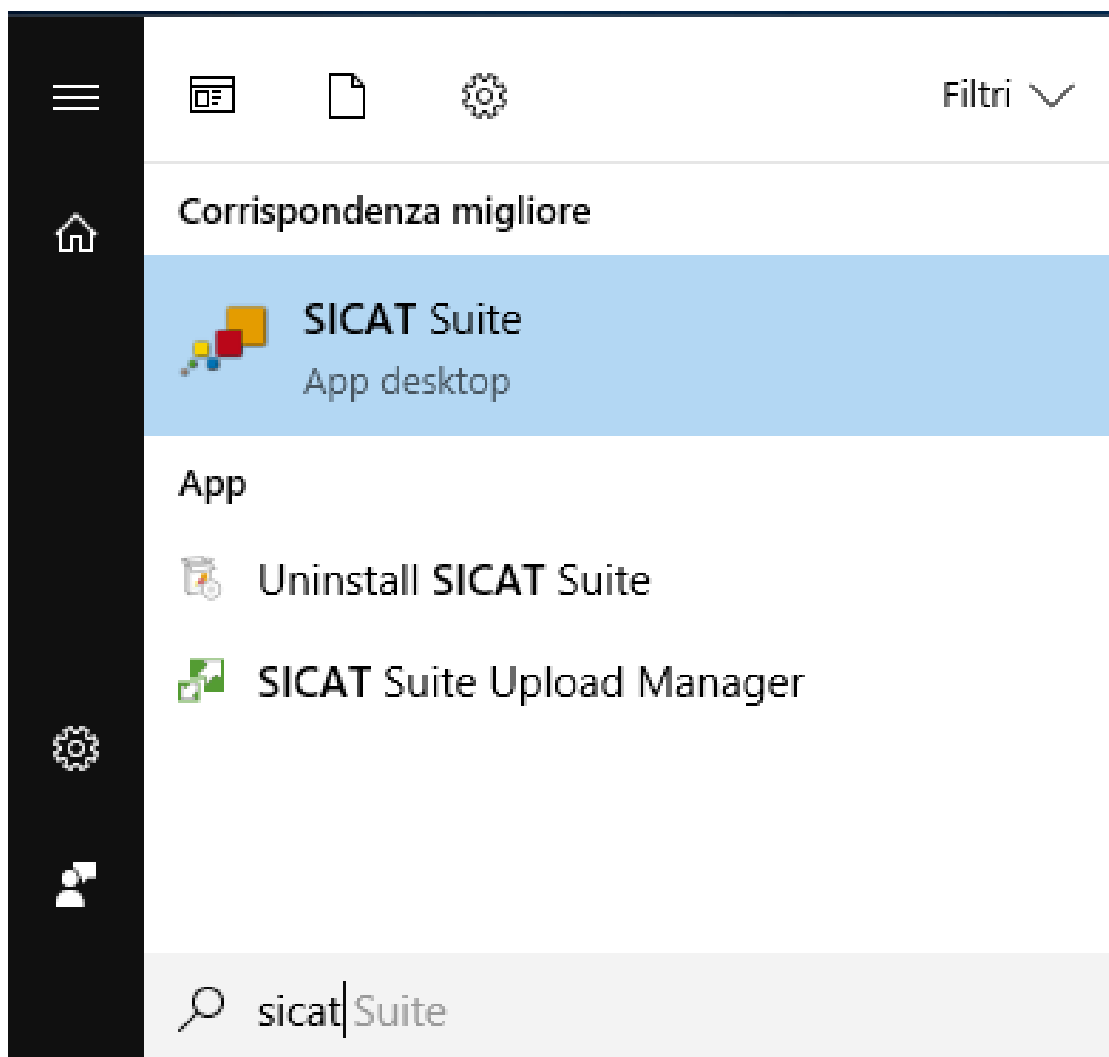 Filtri
Corrispondenza migliore
SICAT Suite
App desktop
App
Uninstall SICAT Suite
SICAT Suite Upload Manager
sicat Suite